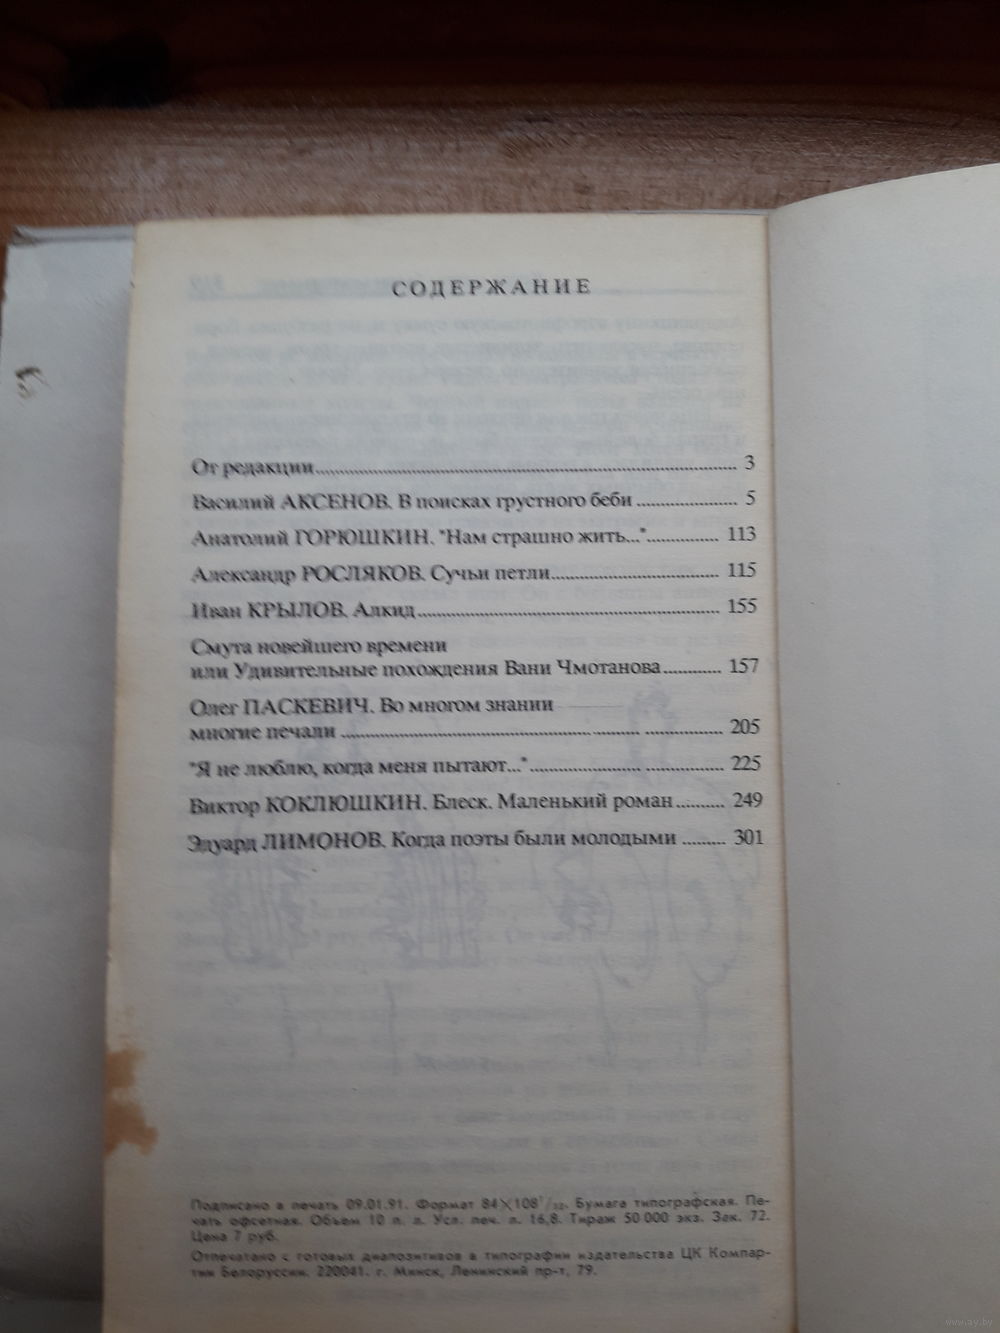 СОДЕРЖАНИЕ
От редакции.......... 3
Василий АКСЕНОВ. В поисках грустного беби .......... 5
Анатолий ГОРЮШКИН. "Нам страшно жить...".......... 113
Александр РОСЛЯКОВ. Сучьи петли.......... 115
Иван КРЫЛОВ. Алкид.......... 155
Смута новейшего времени
или Удивительные похождения Вани Чмотанова.......... 157
Олег ПАСКЕВИЧ. Во многом знании
многие печали .......... 205
"Я не люблю, когда меня пытают..".......... 225
Виктор КОКЛЮШКИН. Блеск. Маленький роман.......... 249
Эдуард ЛИМОНОВ. Когда поэты были молодыми ......... 301
Подписано в печать 09.01.91. Формат 84×108¹/₃₂. Бумага типографская. Пе-
чать офсетная. Объем 10 п. л. Усл. печ. л. 16,8. Тираж 50 000 экз. Зак. 72.
Цена 7 руб.
Отпечатано с готовых диапозитивов в типографии издательства ЦК Компар-
тии Белоруссии. 220041. г. Минск, Ленинский пр-т, 79.
www.ay.by